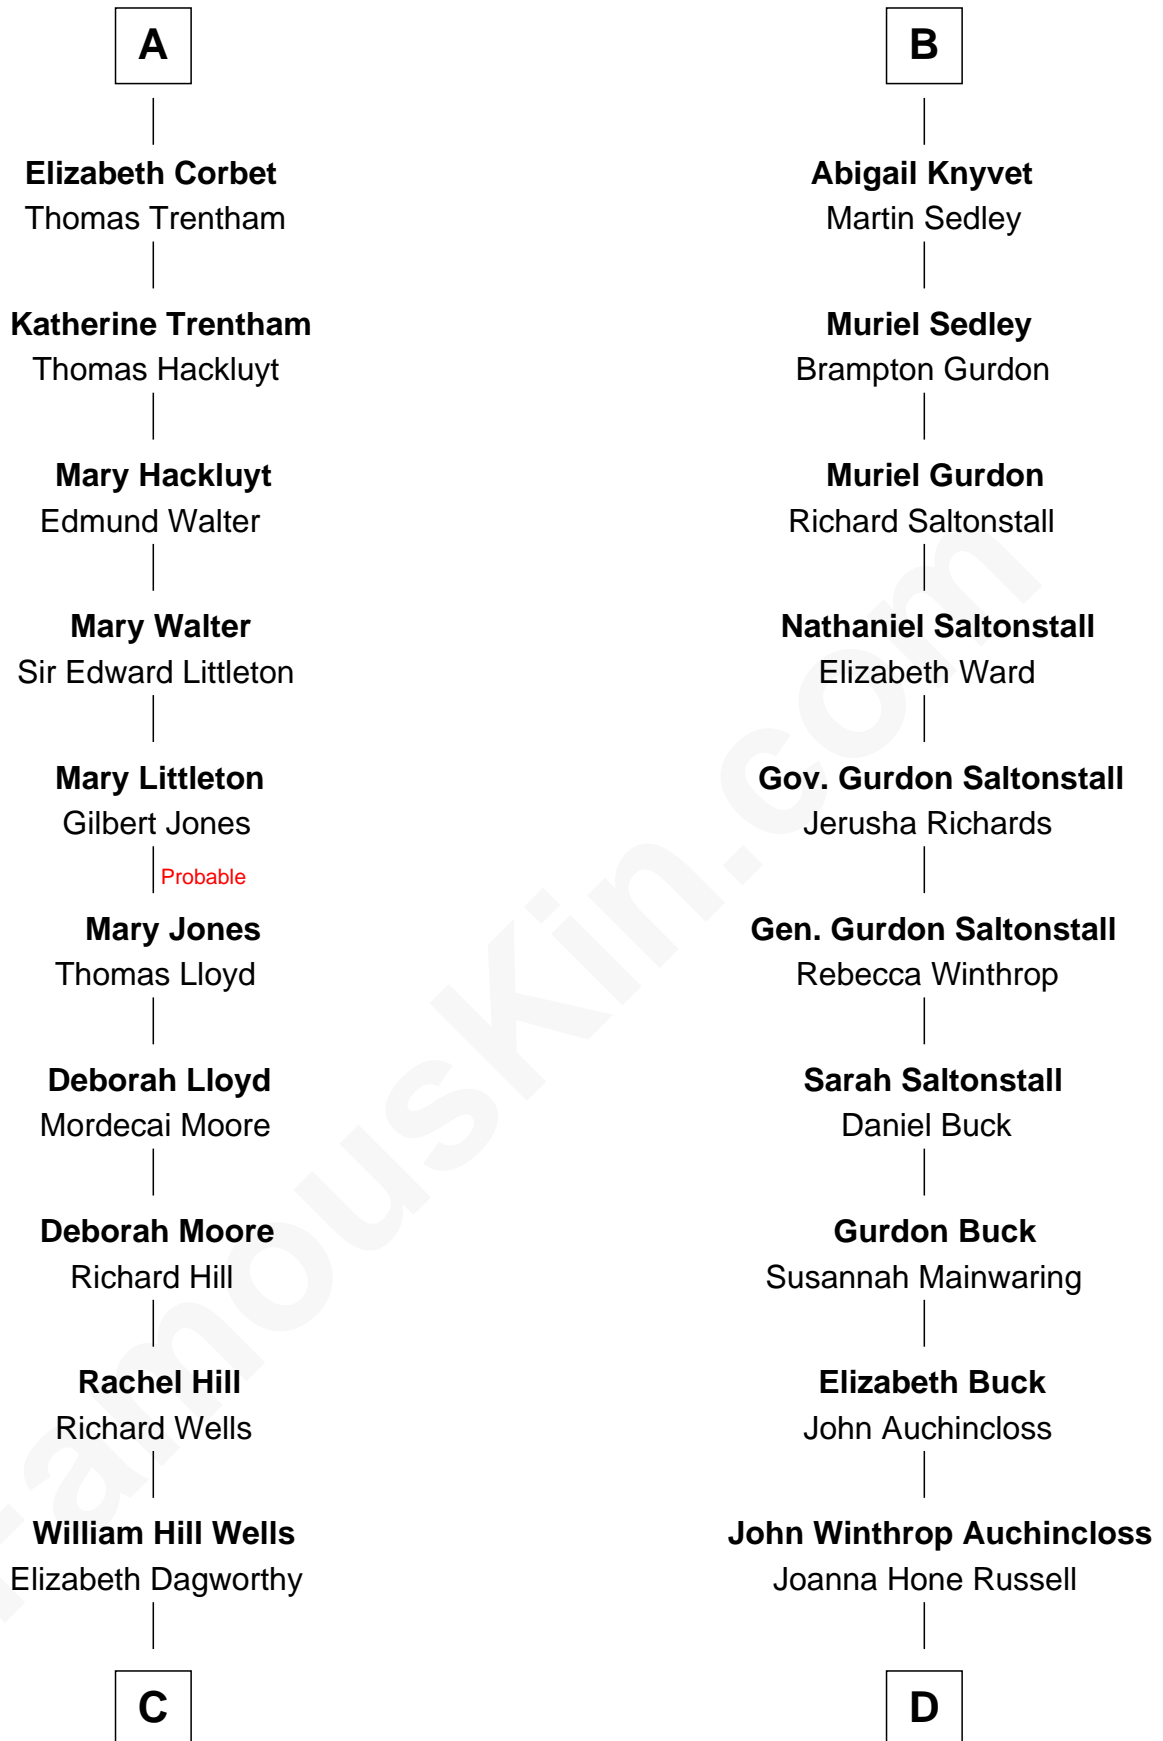 A
Elizabeth Corbet
Thomas Trentham
Katherine Trentham
Thomas Hackluyt
Mary Hackluyt
Edmund Walter
Mary Walter
Sir Edward Littleton
Mary Littleton
Gilbert Jones
Probable
Mary Jones
Thomas Lloyd
Deborah Lloyd
Mordecai Moore
Deborah Moore
Richard Hill
Rachel Hill
Richard Wells
William Hill Wells
Elizabeth Dagworthy
C
B
Abigail Knyvet
Martin Sedley
Muriel Sedley
Brampton Gurdon
Muriel Gurdon
Richard Saltonstall
Nathaniel Saltonstall
Elizabeth Ward
Gov. Gurdon Saltonstall
Jerusha Richards
Gen. Gurdon Saltonstall
Rebecca Winthrop
Sarah Saltonstall
Daniel Buck
Gurdon Buck
Susannah Mainwaring
Elizabeth Buck
John Auchincloss
John Winthrop Auchincloss
Joanna Hone Russell
D
FamousKin.com